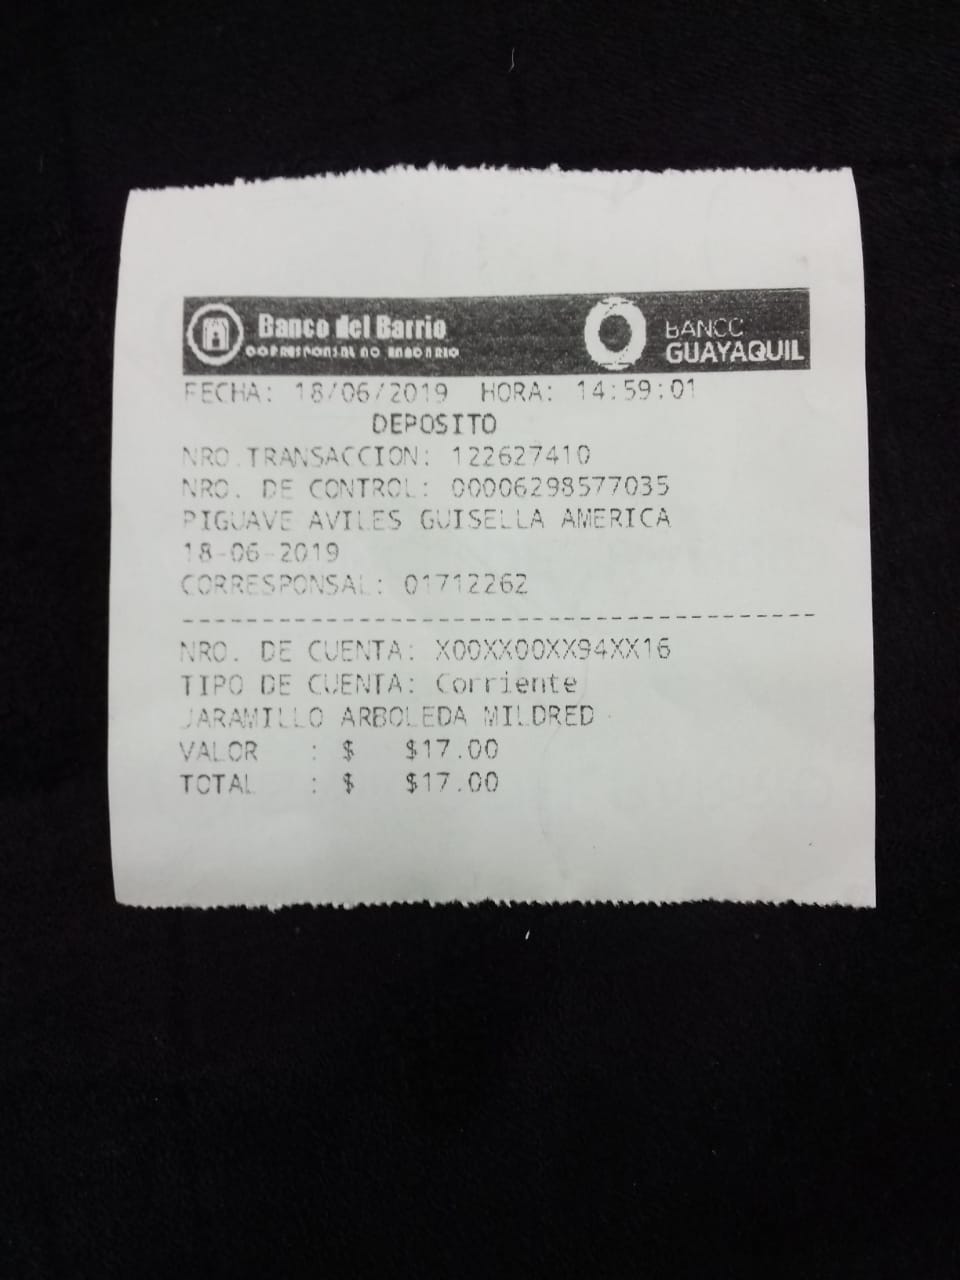 Banco del Barrio
CORRESPONSAL NO BANCARIO
BANCO
GUAYAQUIL
FECHA: 18/06/2019 HORA: 14:59:01
DEPOSITO
NRO.TRANSACCION: 122627410
NRO. DE CONTROL: 00006298577035
PIGUAVE AVILES GUISELLA AMERICA
18-06-2019
CORRESPONSAL: 01712262
NRO. DE CUENTA: X00XX00XX94XX16
TIPO DE CUENTA: Corriente
JARAMILLO ARBOLEDA MILDRED
VALOR : $ $17.00
TOTAL : $ $17.00